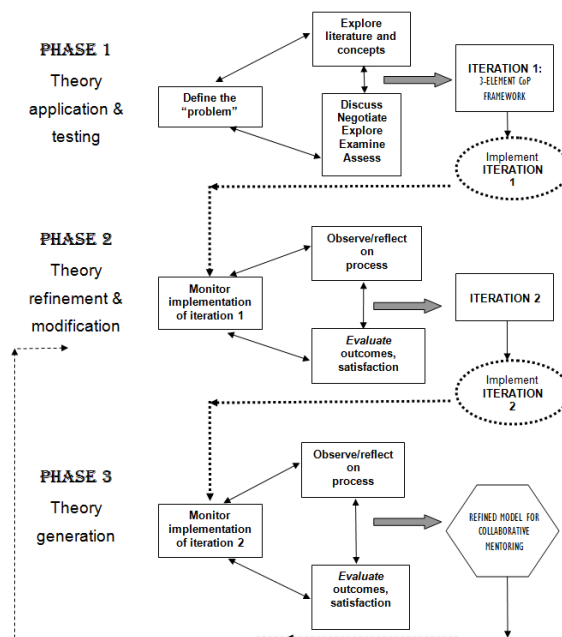 PHASE 1
Theory
application &
testing
Explore
literature and
concepts
Define the
"problem"
Discuss
Negotiate
Explore
Examine
Assess
ITERATION 1:
3-ELEMENT CoP
FRAMEWORK
Implement
ITERATION
1
PHASE 2
Theory
refinement &
modification
Observe/reflect
on
process
Monitor
implementation
of iteration 1
Evaluate
outcomes,
satisfaction
ITERATION 2
Implement
ITERATION
2
PHASE 3
Theory
generation
Observe/reflect
on
process
Monitor
implementation
of iteration 2
Evaluate
outcomes,
satisfaction
REFINED MODEL FOR
COLLABORATIVE
MENTORING